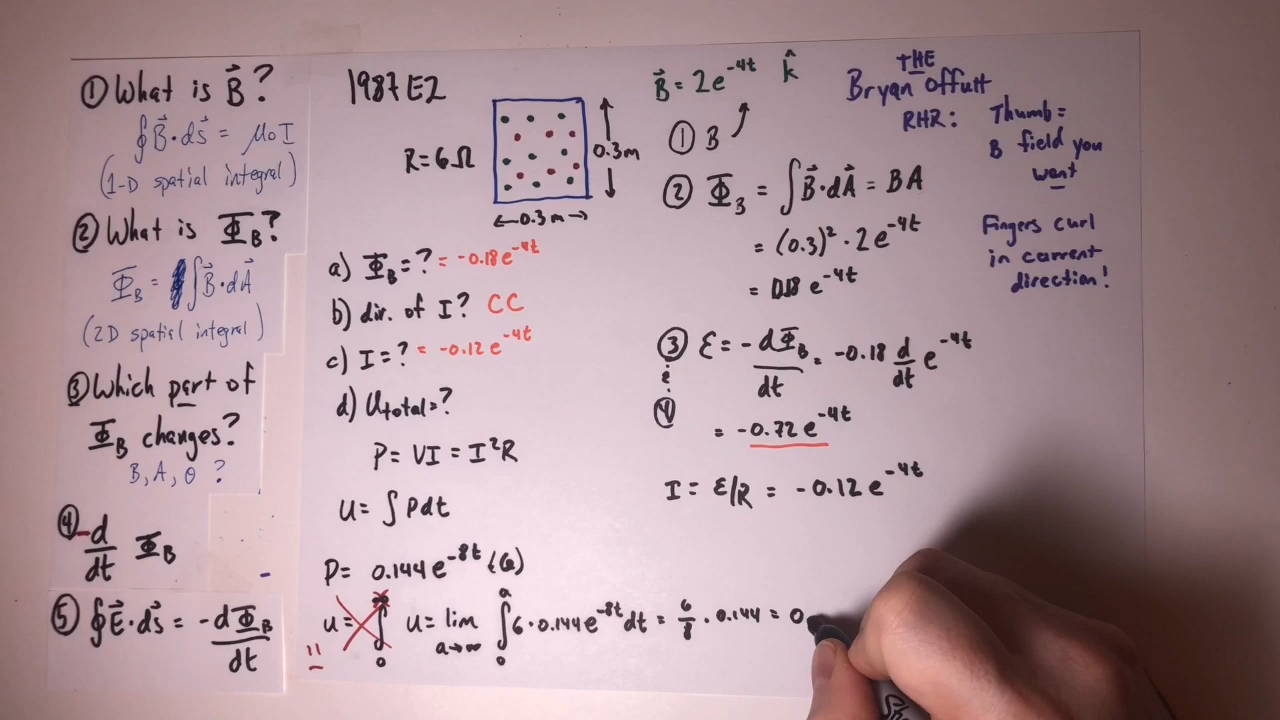 ① What is B⃗?
∮B⃗·ds⃗ = μ₀I
(1-D spatial integral)
② What is Φ_B?
Φ_B = ∫B⃗·dA⃗
(2D spatial integral)
③ Which part of
Φ_B changes?
B, A, θ ?
④ -d/dt Φ_B
⑤ ∮E⃗·ds⃗ = -dΦ_B/dt
1987 E2
R = 6Ω
0.3m
←0.3m→
a) Φ_B = ? = -0.18e^-4t
b) dir. of I? CC
c) I = ? = -0.12e^-4t
d) U_total = ?
P = VI = I²R
U = ∫Pdt
P = 0.144e^-8t (6)
u = ∫₀^∞ u = lim a→∞ ∫₀^a 6·0.144e^-8t dt = 6/8 · 0.144 = 0
B⃗ = 2e^-4t k̂
① B
② Φ_B = ∫B⃗·dA⃗ = BA
= (0.3)² · 2e^-4t
= 0.18 e^-4t
③ ℰ = -dΦ_B/dt = -0.18 d/dt e^-4t
④
= -0.72e^-4t
I = ℰ/R = -0.12e^-4t
THE
Bryan Offutt
RHR:
Thumb =
B field you
want
Fingers curl
in current
direction!